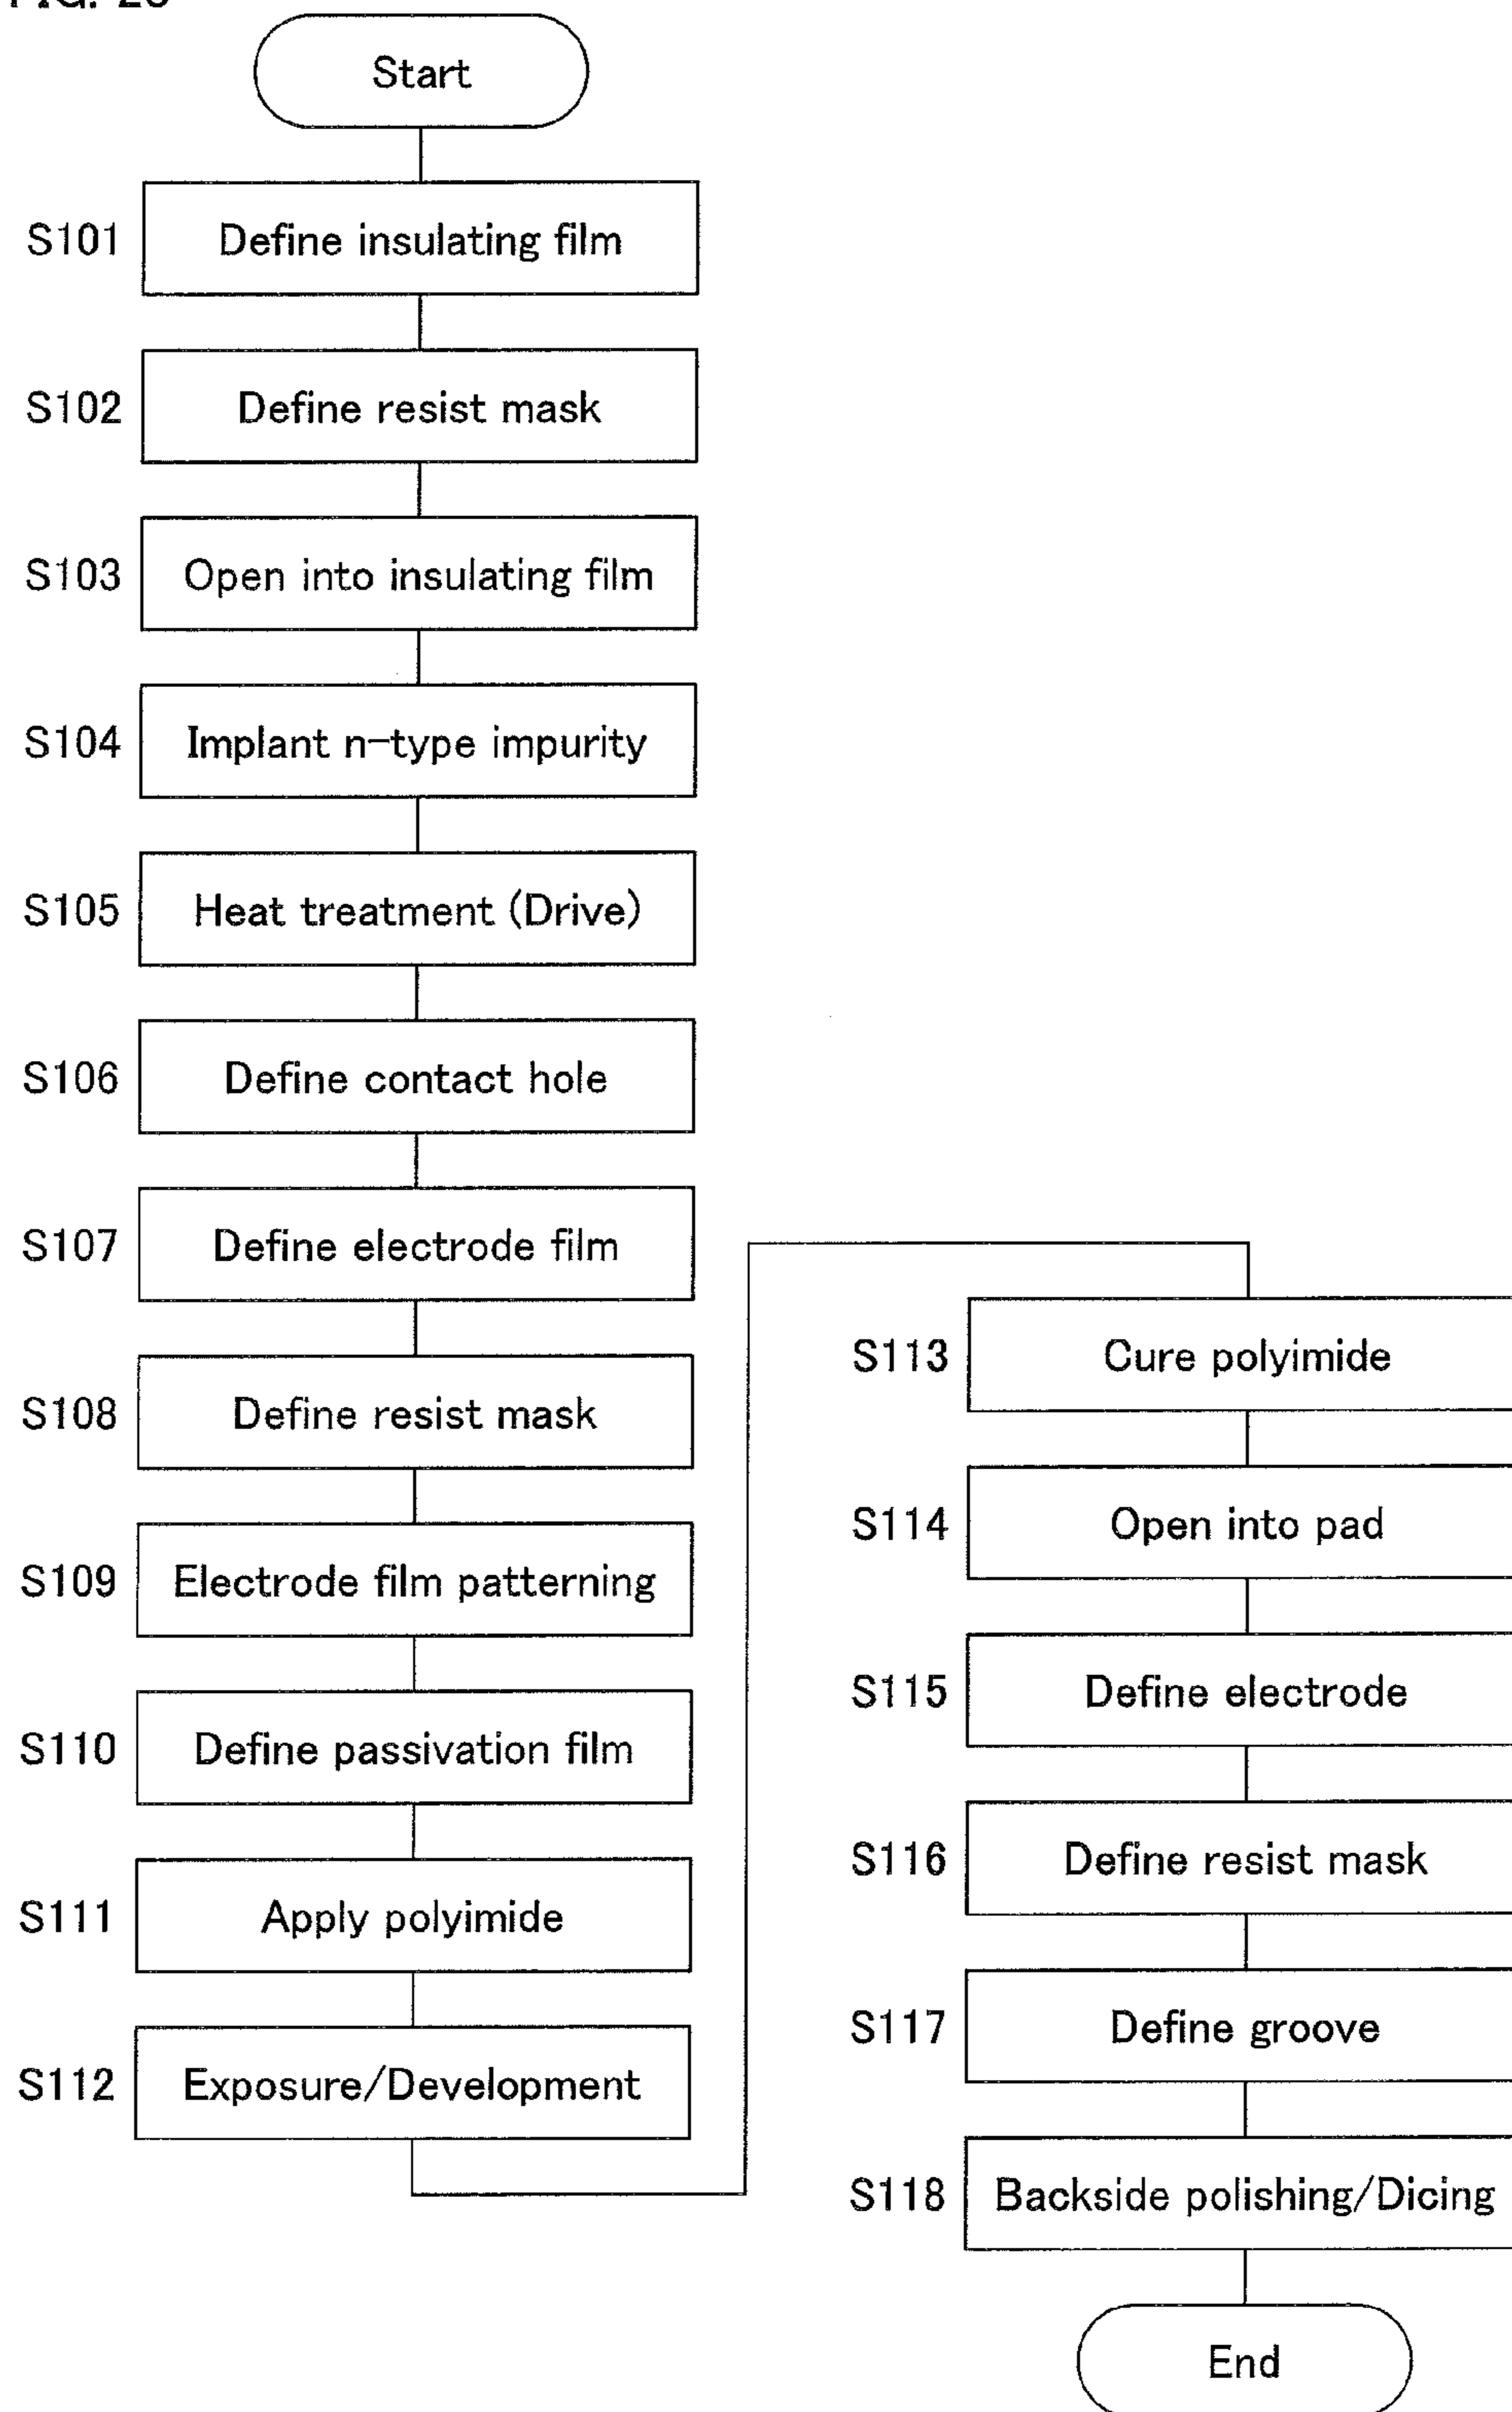 Start
S101 Define insulating film
S102 Define resist mask
S103 Open into insulating film
S104 Implant n-type impurity
S105 Heat treatment (Drive)
S106 Define contact hole
S107 Define electrode film
S108 Define resist mask
S109 Electrode film patterning
S110 Define passivation film
S111 Apply polyimide
S112 Exposure/Development
S113 Cure polyimide
S114 Open into pad
S115 Define electrode
S116 Define resist mask
S117 Define groove
S118 Backside polishing/Dicing
End